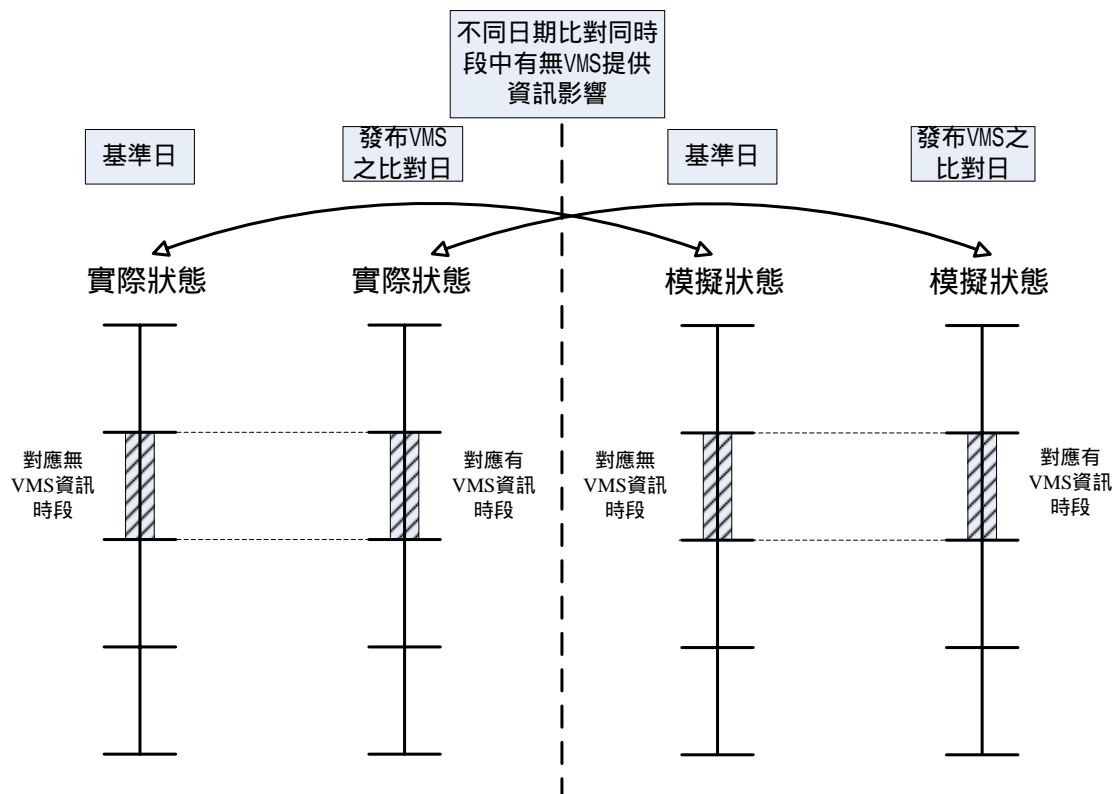 不同日期比對同時
段中有無VMS提供
資訊影響
基準日
發布VMS
之比對日
基準日
發布VMS之
比對日
實際狀態
實際狀態
模擬狀態
模擬狀態
對應無
VMS資訊
時段
對應有
VMS資訊
時段
對應無
VMS資訊
時段
對應有
VMS資訊
時段